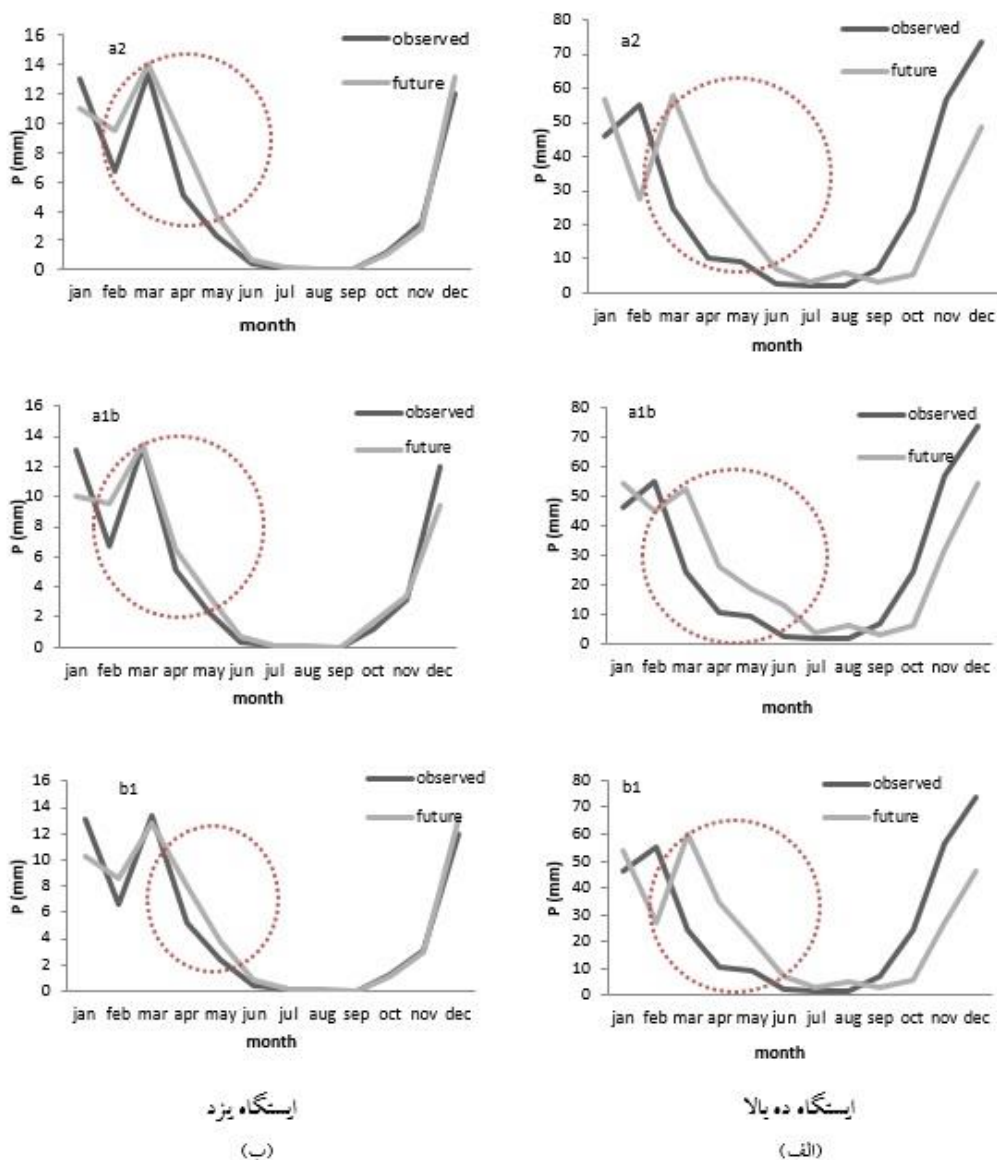 a2
observed
future
P (mm)
16
14
12
10
8
6
4
2
0
jan feb mar apr may jun jul aug sep oct nov dec
month
a2
observed
future
P (mm)
80
70
60
50
40
30
20
10
0
jan feb mar apr may jun jul aug sep oct nov dec
month
a1b
observed
future
P (mm)
16
14
12
10
8
6
4
2
0
jan feb mar apr may jun jul aug sep oct nov dec
month
a1b
observed
future
P (mm)
80
70
60
50
40
30
20
10
0
jan feb mar apr may jun jul aug sep oct nov dec
month
b1
observed
future
P (mm)
16
14
12
10
8
6
4
2
0
jan feb mar apr may jun jul aug sep oct nov dec
month
b1
observed
future
P (mm)
80
70
60
50
40
30
20
10
0
jan feb mar apr may jun jul aug sep oct nov dec
month
ایستگاه ده بالا
(الف)
ایستگاه یزد
(ب)